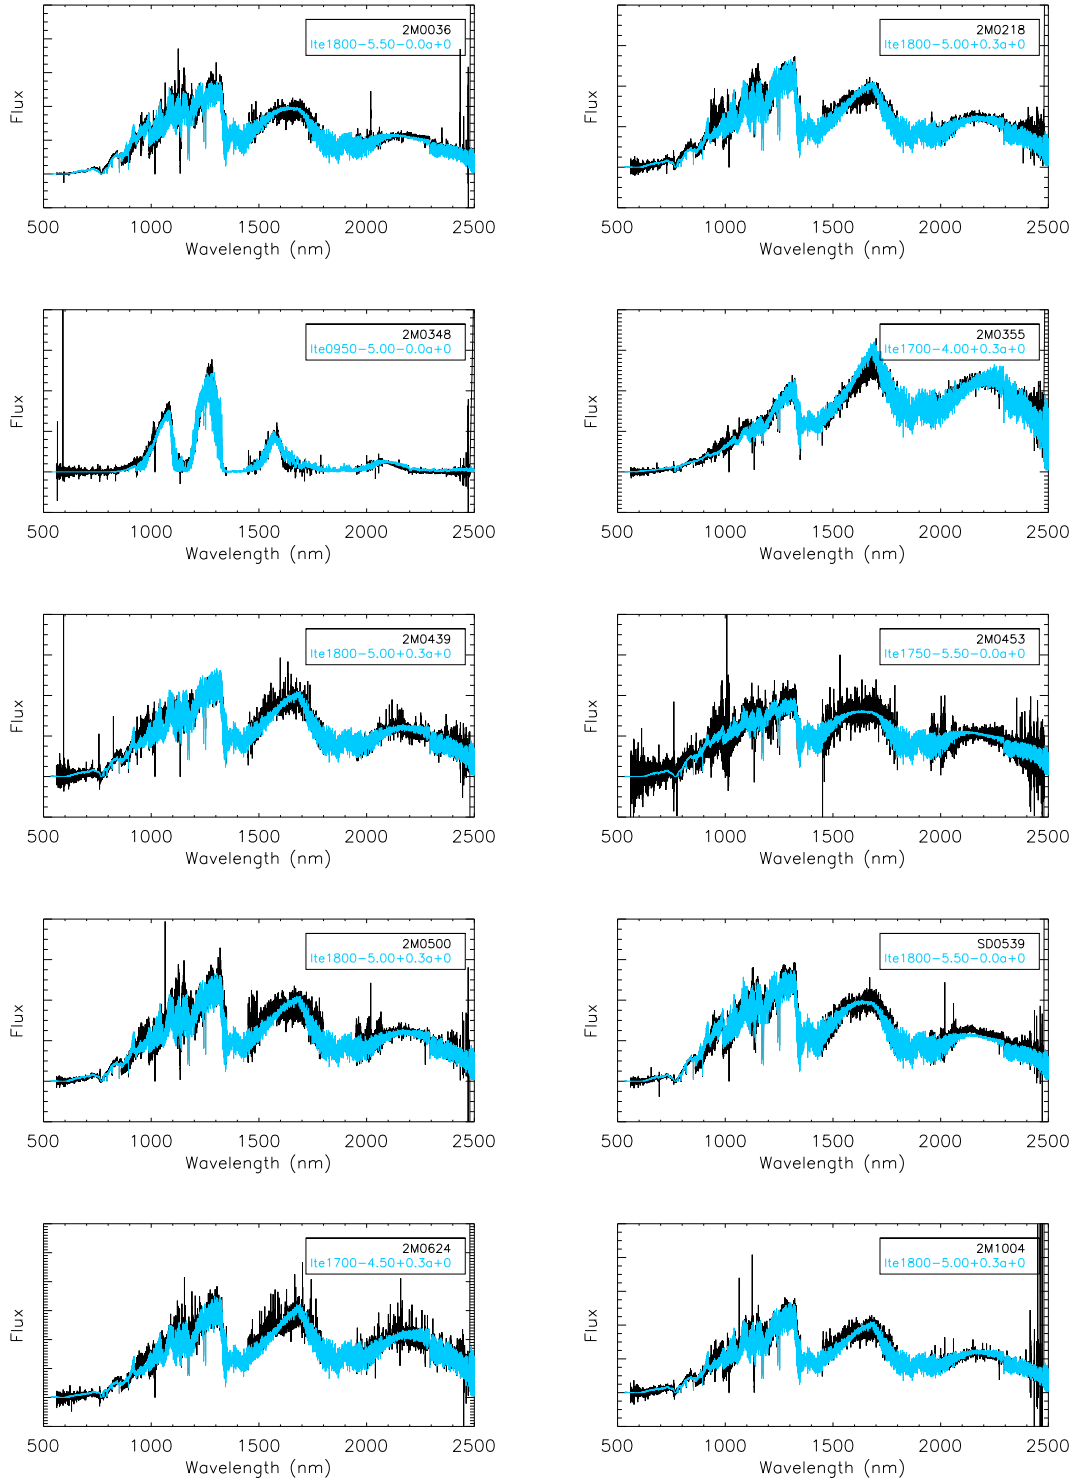 2M0036
lte1800-5.50-0.0a+0
Flux
500 1000 1500 2000 2500
Wavelength (nm)
2M0218
lte1800-5.00+0.3a+0
Flux
500 1000 1500 2000 2500
Wavelength (nm)
2M0348
lte0950-5.00-0.0a+0
Flux
500 1000 1500 2000 2500
Wavelength (nm)
2M0355
lte1700-4.00+0.3a+0
Flux
500 1000 1500 2000 2500
Wavelength (nm)
2M0439
lte1800-5.00+0.3a+0
Flux
500 1000 1500 2000 2500
Wavelength (nm)
2M0453
lte1750-5.50-0.0a+0
Flux
500 1000 1500 2000 2500
Wavelength (nm)
2M0500
lte1800-5.00+0.3a+0
Flux
500 1000 1500 2000 2500
Wavelength (nm)
SD0539
lte1800-5.50-0.0a+0
Flux
500 1000 1500 2000 2500
Wavelength (nm)
2M0624
lte1700-4.50+0.3a+0
Flux
500 1000 1500 2000 2500
Wavelength (nm)
2M1004
lte1800-5.00+0.3a+0
Flux
500 1000 1500 2000 2500
Wavelength (nm)